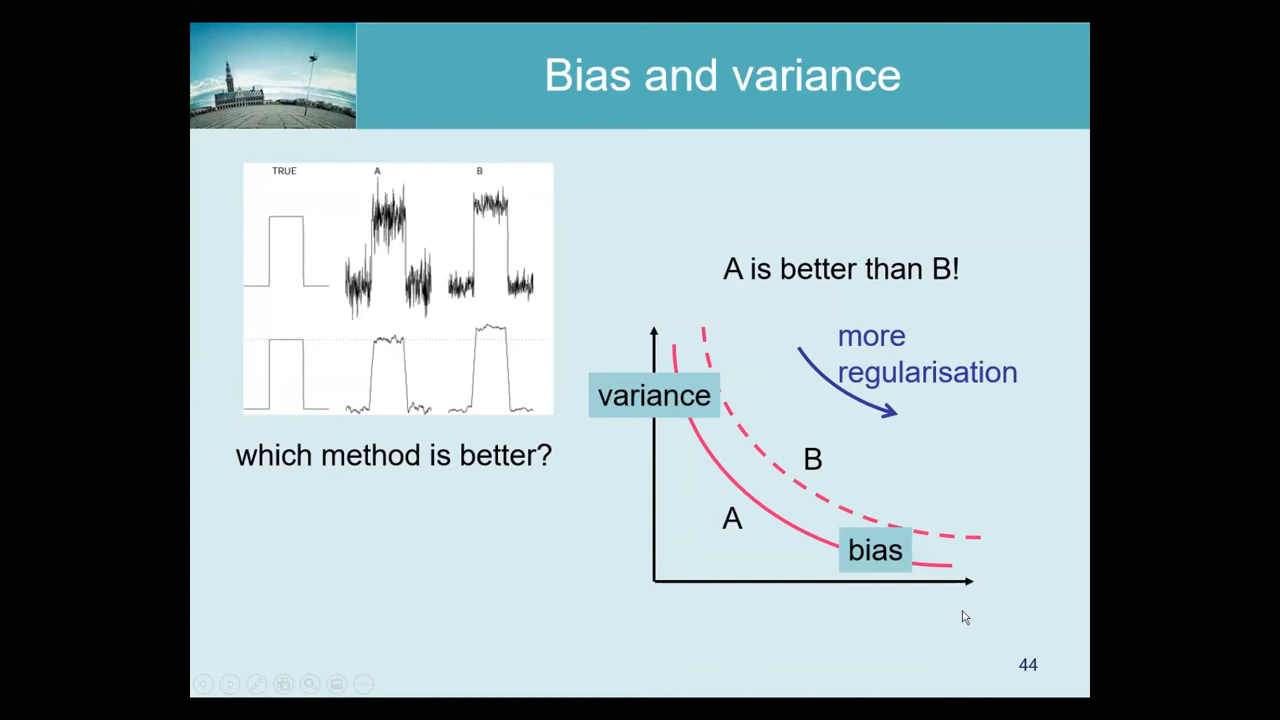 Bias and variance
TRUE
A
B
which method is better?
A is better than B!
more
regularisation
variance
B
A
bias
44